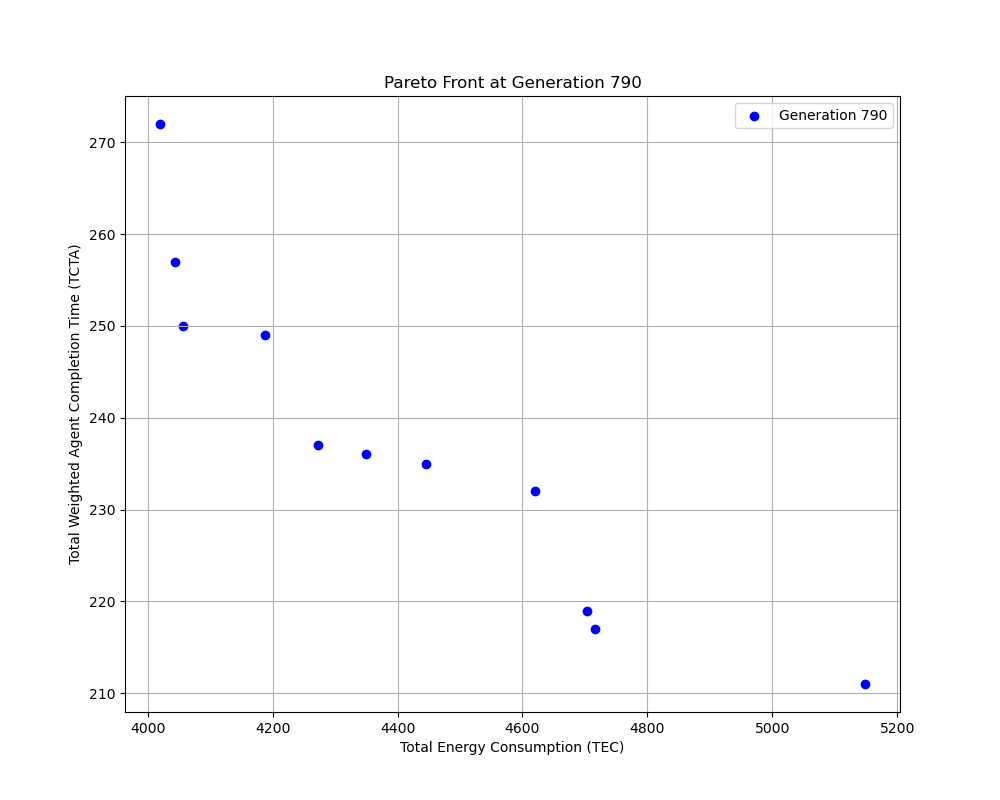 Pareto Front at Generation 790
Generation 790
270
260
250
240
230
220
210
Total Weighted Agent Completion Time (TCTA)
4000 4200 4400 4600 4800 5000 5200
Total Energy Consumption (TEC)